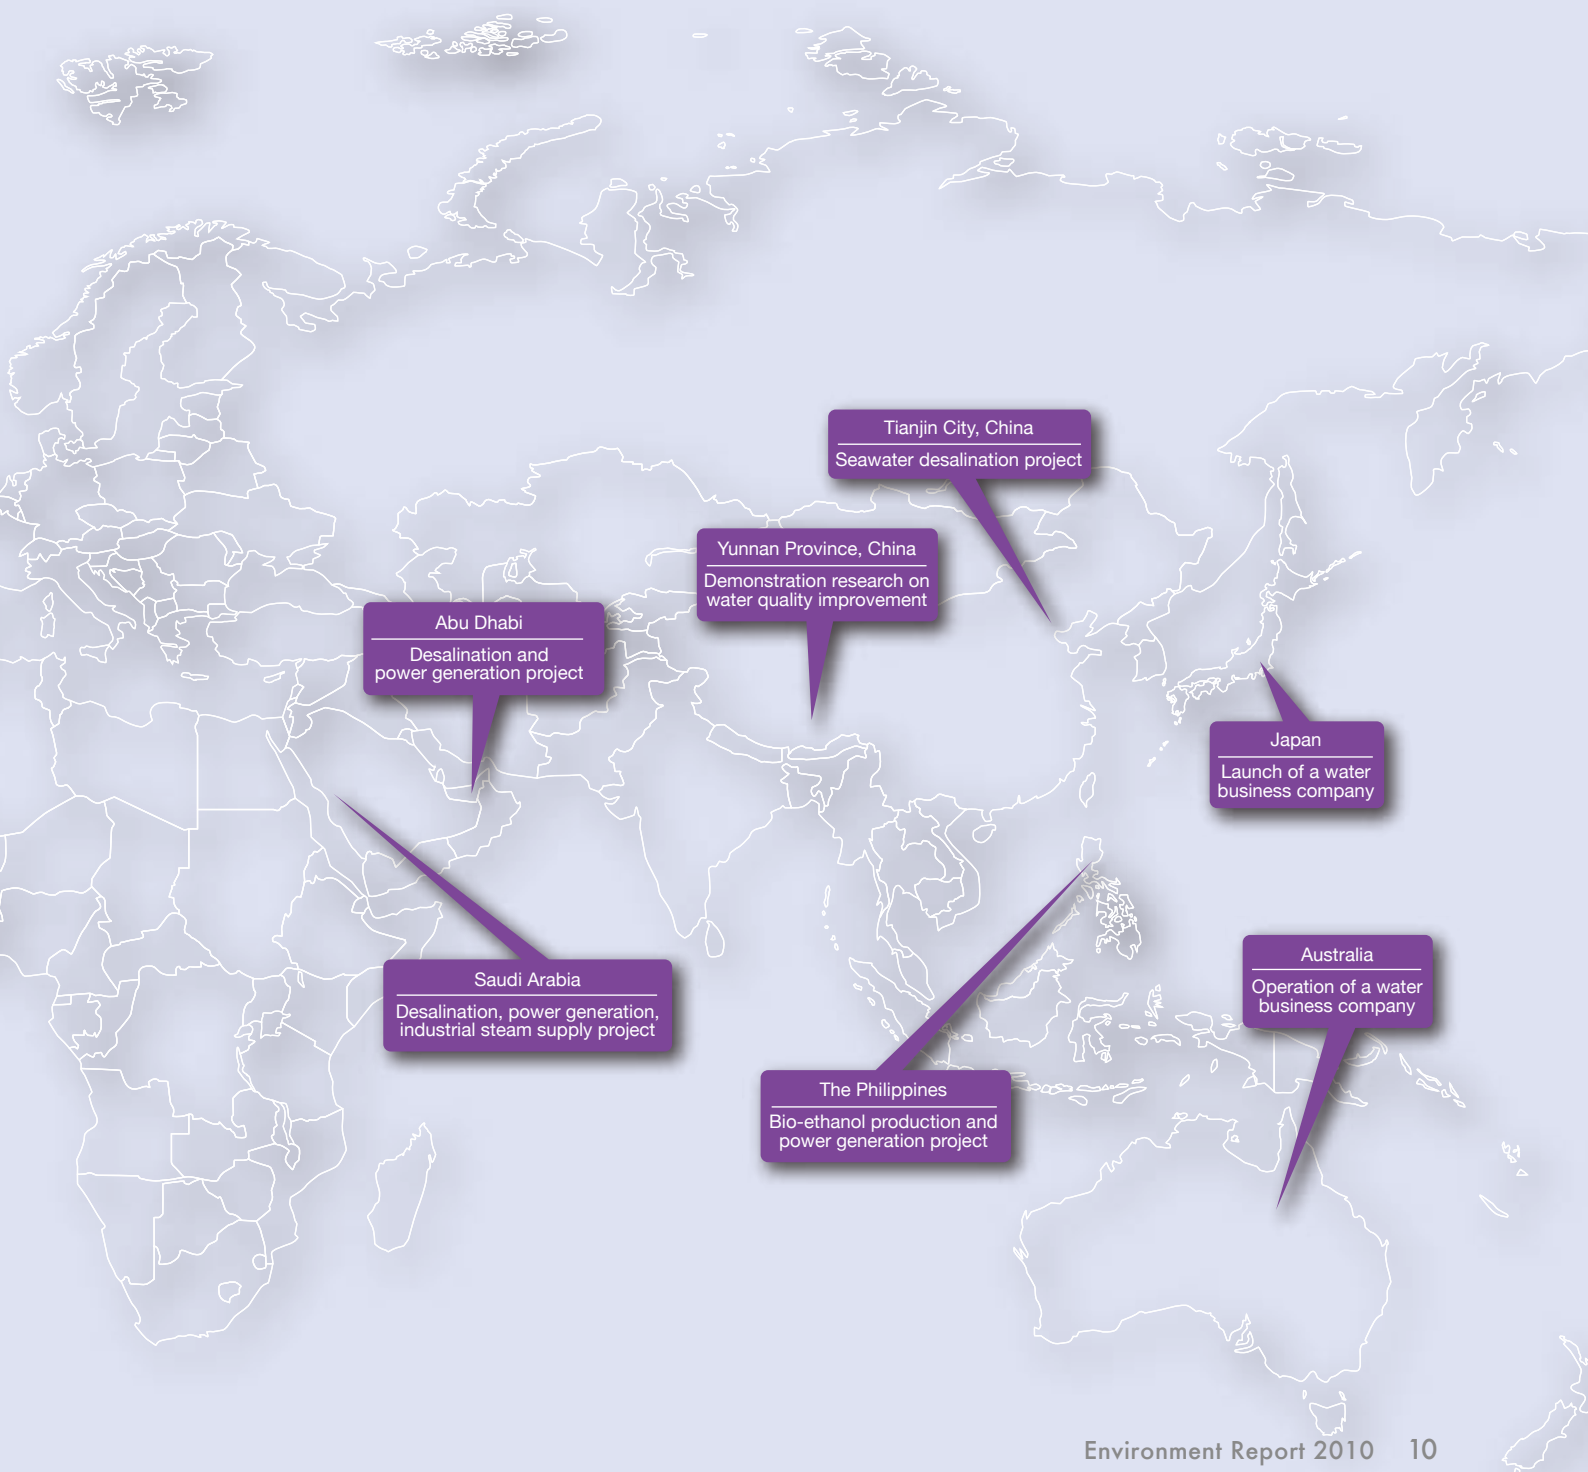 Tianjin City, China
Seawater desalination project
Yunnan Province, China
Demonstration research on
water quality improvement
Abu Dhabi
Desalination and
power generation project
Japan
Launch of a water
business company
Saudi Arabia
Desalination, power generation,
industrial steam supply project
Australia
Operation of a water
business company
The Philippines
Bio-ethanol production and
power generation project
Environment Report 2010 10